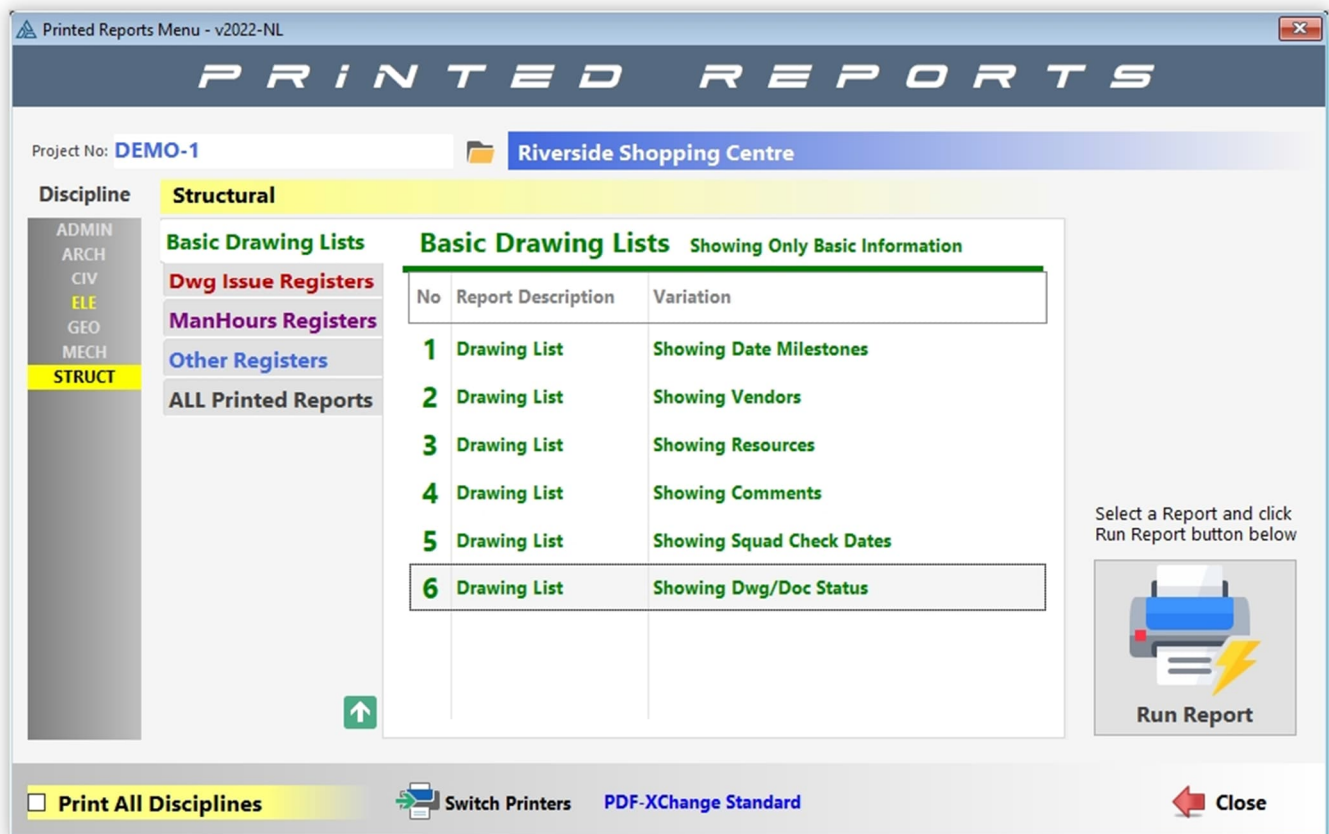 Printed Reports Menu - v2022-NL
PRiNTED REPORTS
Project No: DEMO-1
Riverside Shopping Centre
Discipline
Structural
ADMIN
ARCH
CIV
ELE
GEO
MECH
STRUCT
Basic Drawing Lists
Dwg Issue Registers
ManHours Registers
Other Registers
ALL Printed Reports
Basic Drawing Lists Showing Only Basic Information
No Report Description Variation
1 Drawing List Showing Date Milestones
2 Drawing List Showing Vendors
3 Drawing List Showing Resources
4 Drawing List Showing Comments
5 Drawing List Showing Squad Check Dates
6 Drawing List Showing Dwg/Doc Status
Select a Report and click
Run Report button below
Run Report
Print All Disciplines
Switch Printers
PDF-XChange Standard
Close